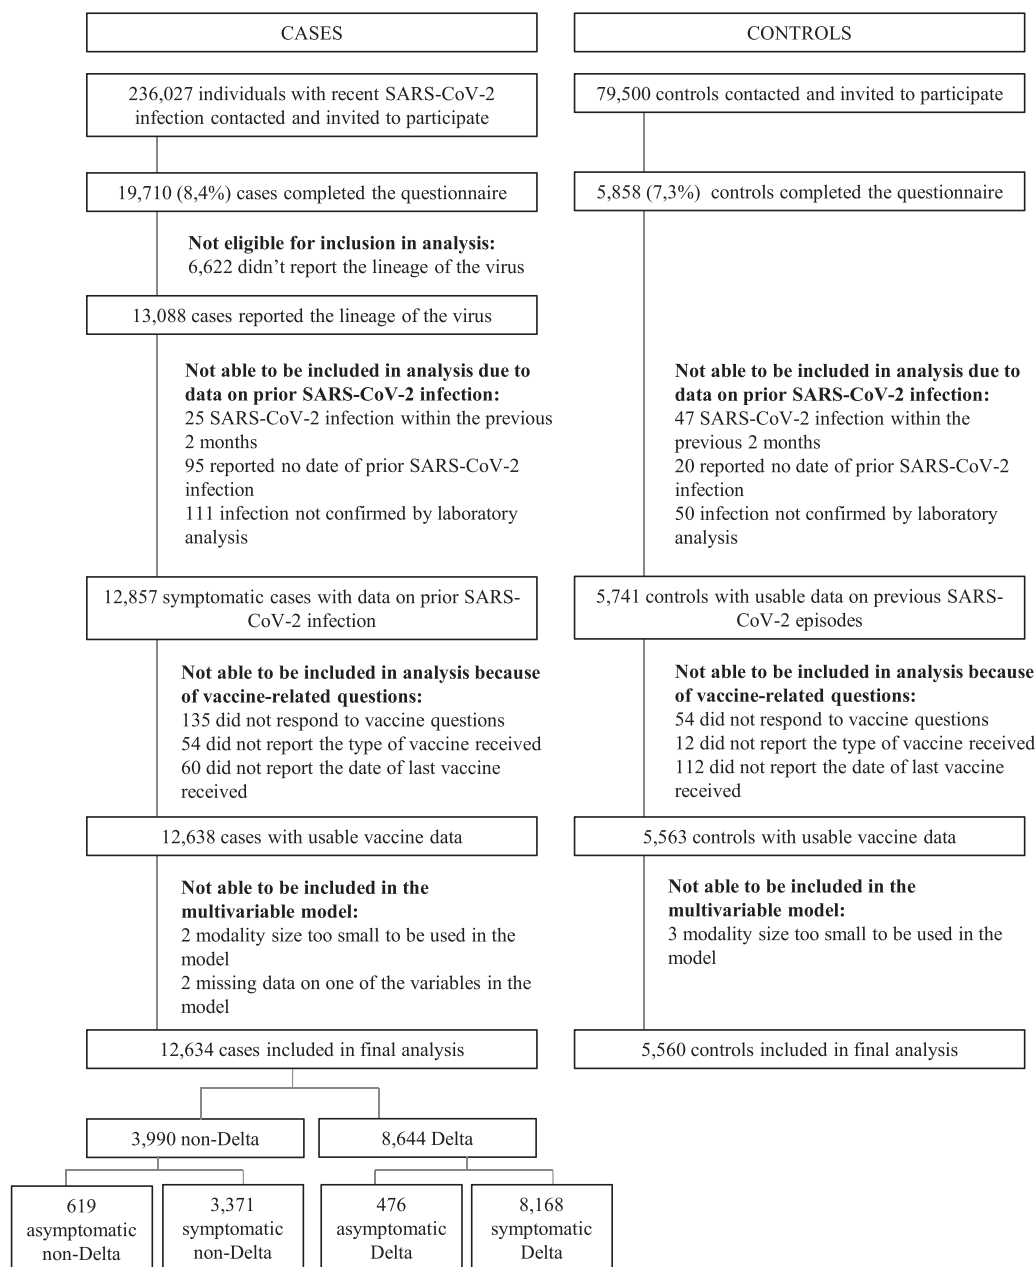 CASES
236,027 individuals with recent SARS-CoV-2
infection contacted and invited to participate
19,710 (8,4%) cases completed the questionnaire
Not eligible for inclusion in analysis:
6,622 didn't report the lineage of the virus
13,088 cases reported the lineage of the virus
Not able to be included in analysis due to
data on prior SARS-CoV-2 infection:
25 SARS-CoV-2 infection within the previous
2 months
95 reported no date of prior SARS-CoV-2
infection
111 infection not confirmed by laboratory
analysis
12,857 symptomatic cases with data on prior SARS-
CoV-2 infection
Not able to be included in analysis because
of vaccine-related questions:
135 did not respond to vaccine questions
54 did not report the type of vaccine received
60 did not report the date of last vaccine
received
12,638 cases with usable vaccine data
Not able to be included in the
multivariable model:
2 modality size too small to be used in the
model
2 missing data on one of the variables in the
model
12,634 cases included in final analysis
3,990 non-Delta
8,644 Delta
619
asymptomatic
non-Delta
3,371
symptomatic
non-Delta
476
asymptomatic
Delta
8,168
symptomatic
Delta
CONTROLS
79,500 controls contacted and invited to participate
5,858 (7,3%) controls completed the questionnaire
Not able to be included in analysis due to
data on prior SARS-CoV-2 infection:
47 SARS-CoV-2 infection within the
previous 2 months
20 reported no date of prior SARS-CoV-2
infection
50 infection not confirmed by laboratory
analysis
5,741 controls with usable data on previous SARS-
CoV-2 episodes
Not able to be included in analysis because
of vaccine-related questions:
54 did not respond to vaccine questions
12 did not report the type of vaccine received
112 did not report the date of last vaccine
received
5,563 controls with usable vaccine data
Not able to be included in the
multivariable model:
3 modality size too small to be used in the
model
5,560 controls included in final analysis